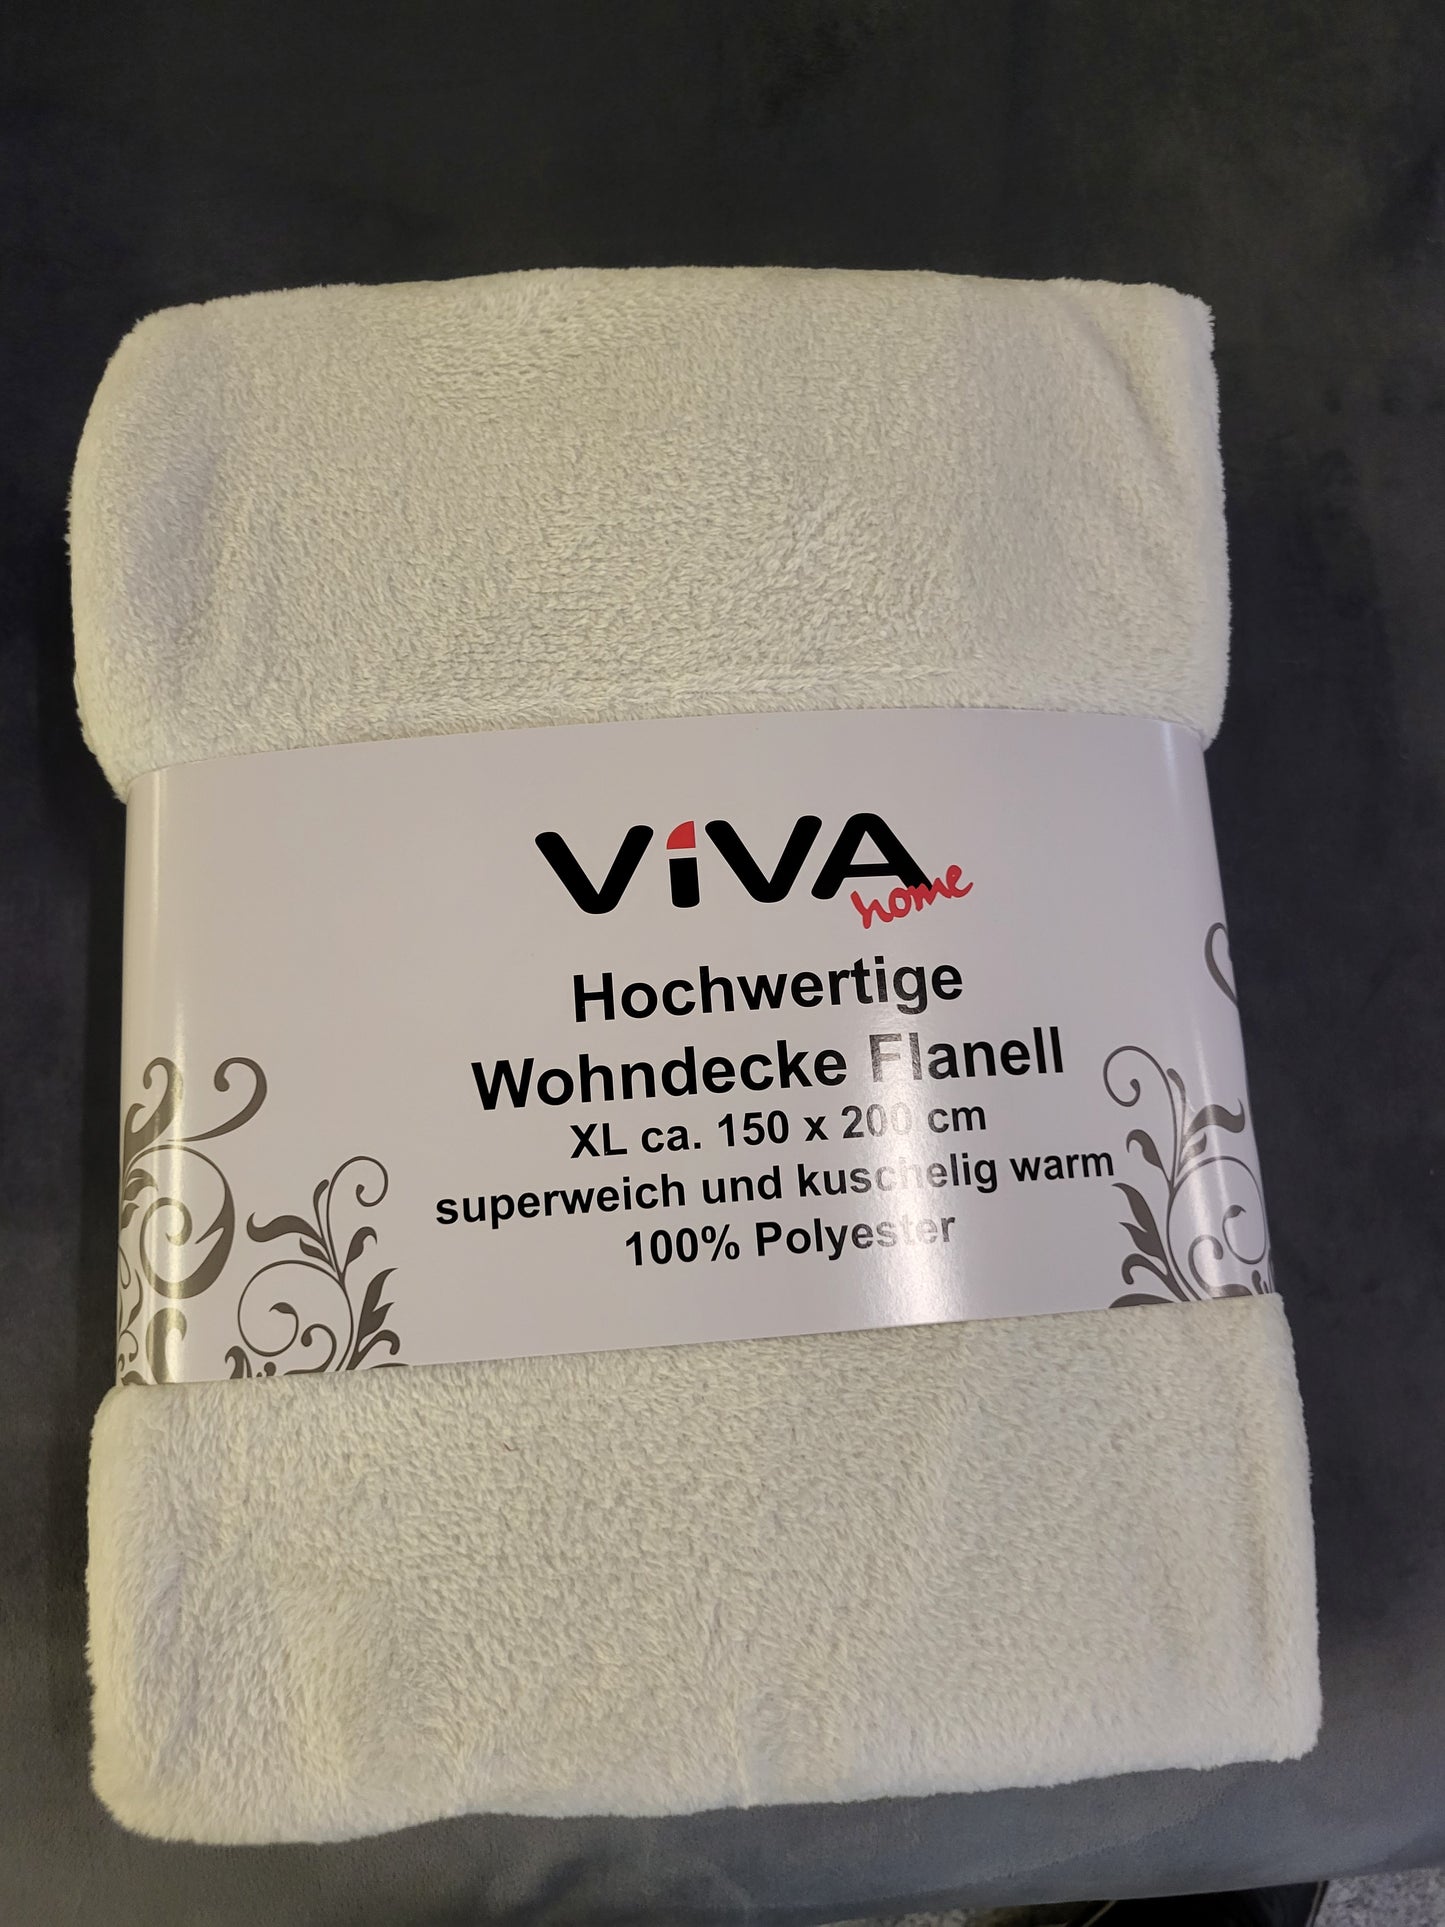 ViVA
home
Hochwertige
Wohndecke Flanell
XL ca. 150 x 200 cm
superweich und kuschelig warm
100% Polyester